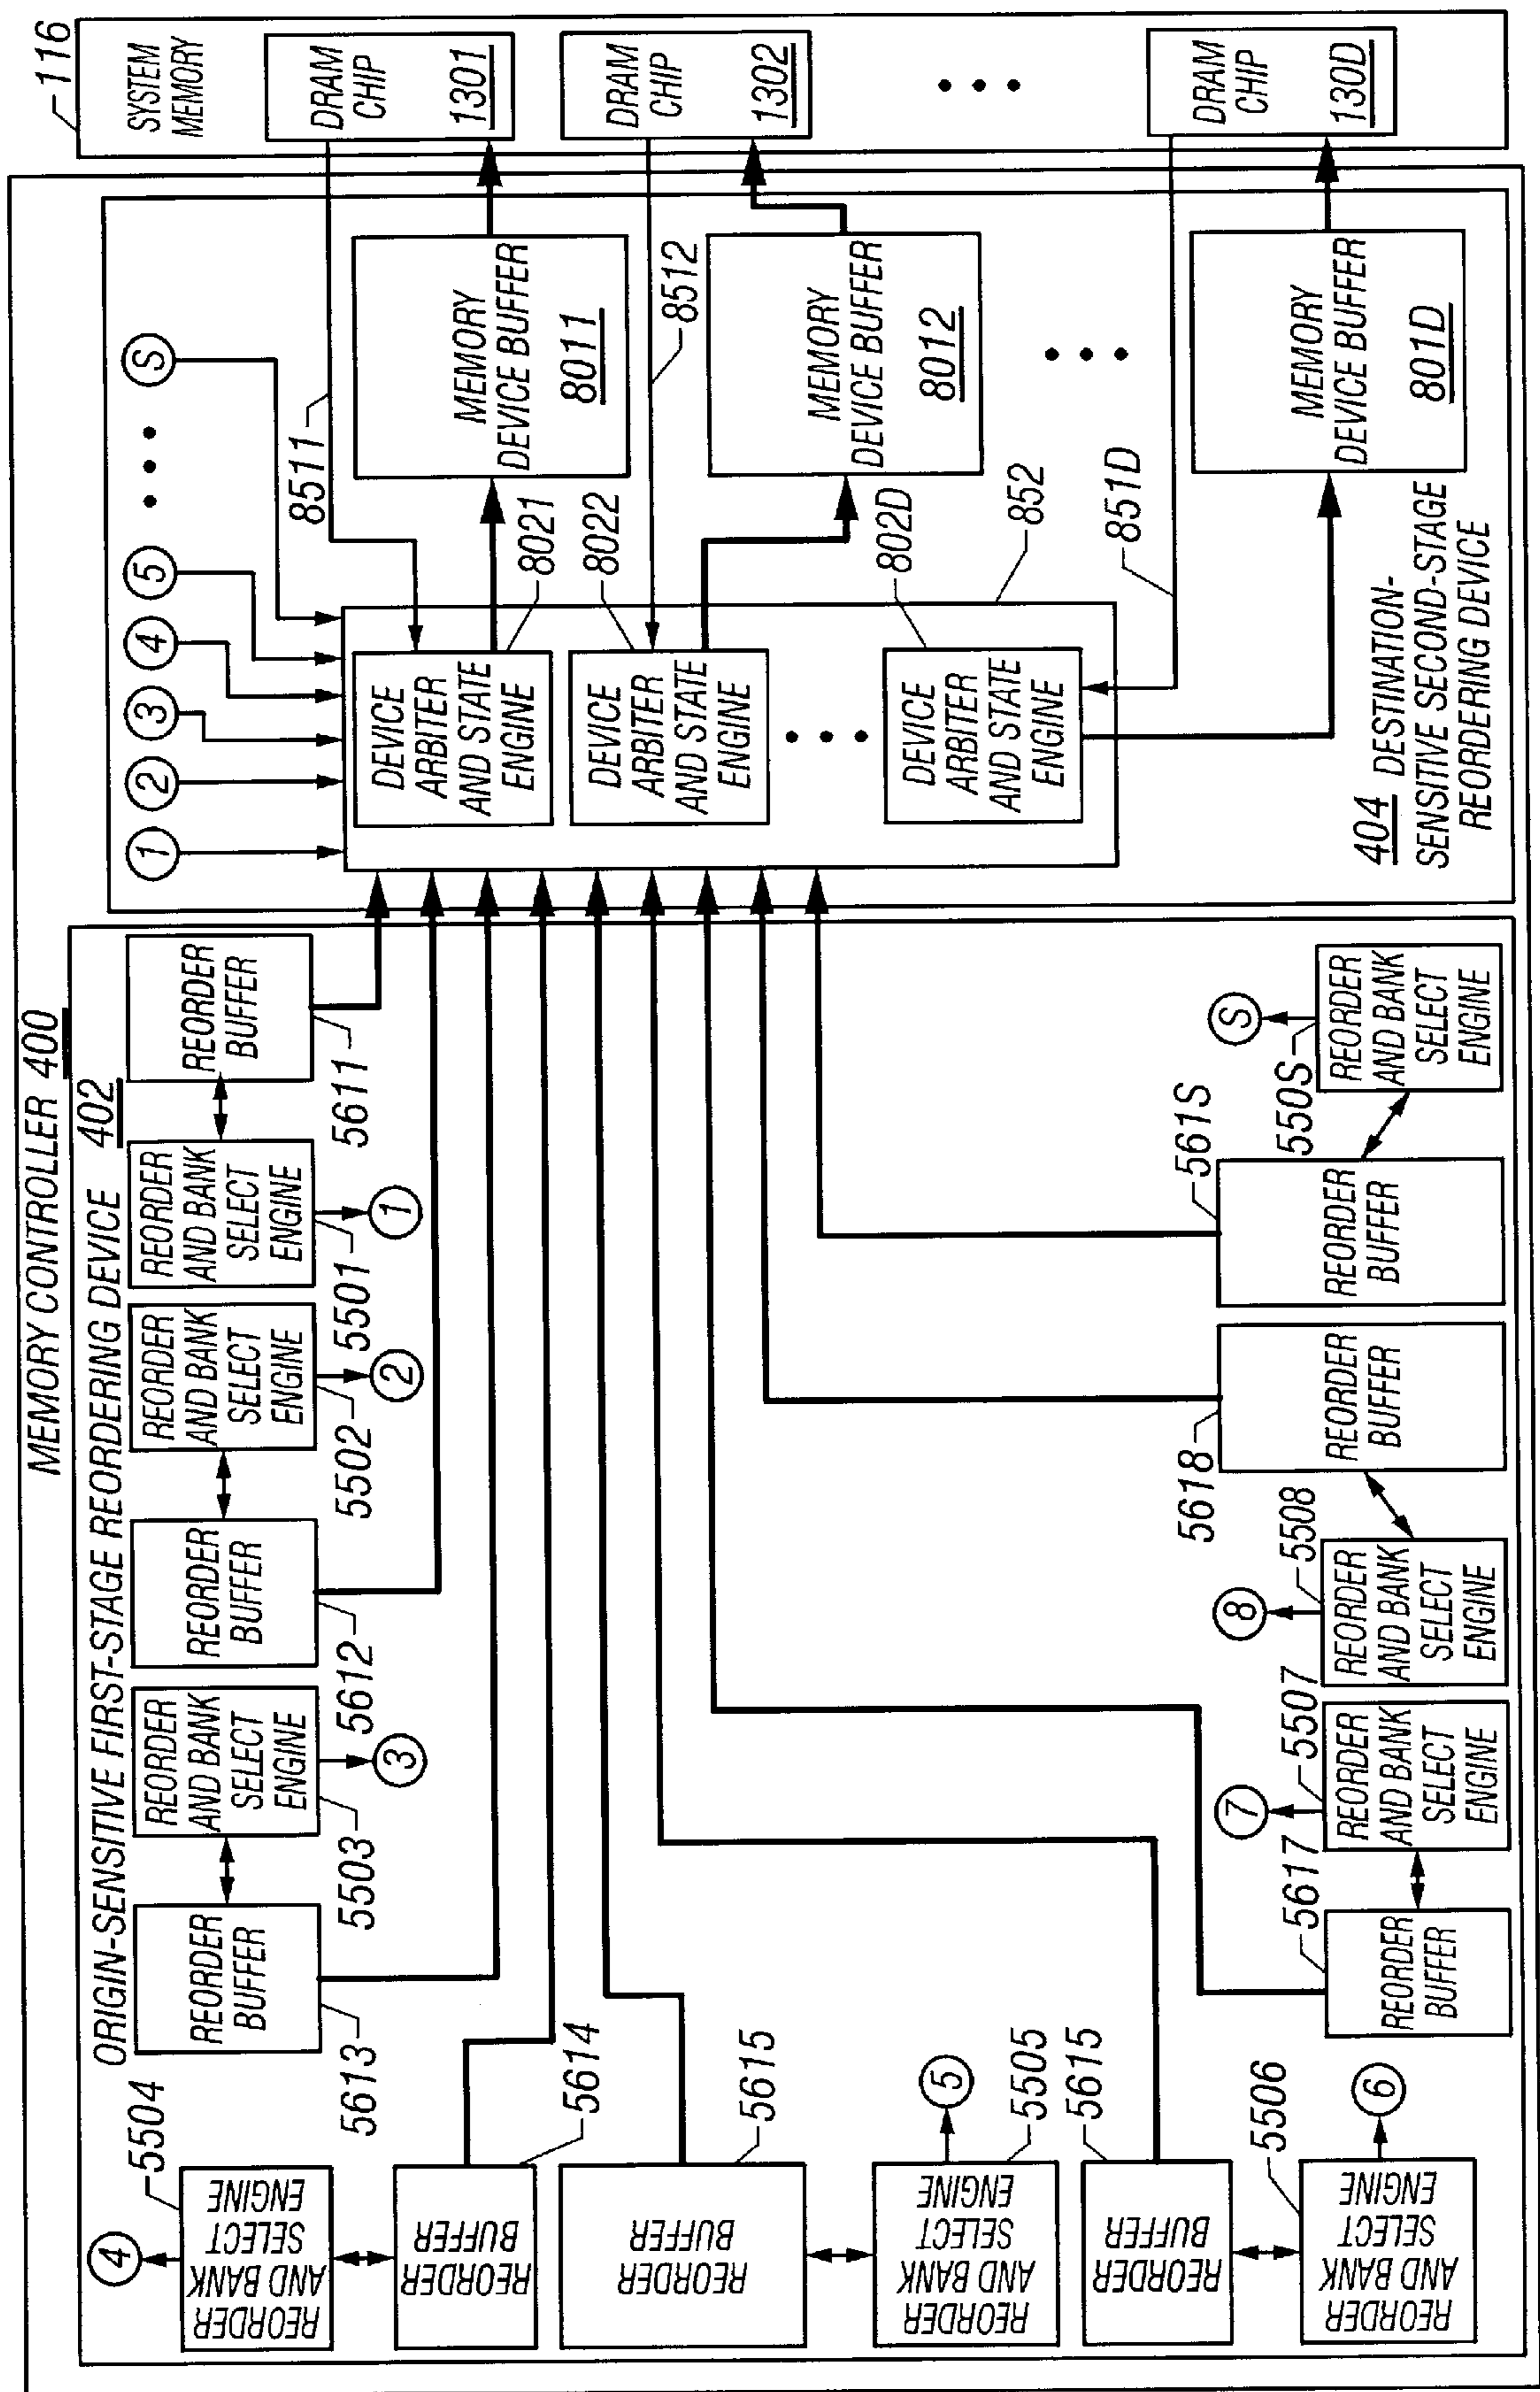 MEMORY CONTROLLER 400
ORIGIN-SENSITIVE FIRST-STAGE REORDERING DEVICE 402
4
5504
REORDER
AND BANK
SELECT
ENGINE
REORDER
BUFFER
5614
REORDER
BUFFER
5615
REORDER
AND BANK
SELECT
ENGINE
5
5505
REORDER
BUFFER
5615
REORDER
AND BANK
SELECT
ENGINE
5506
6
REORDER
BUFFER
5613
REORDER
AND BANK
SELECT
ENGINE
5503
3
REORDER
BUFFER
5612
REORDER
AND BANK
SELECT
ENGINE
5502
2
REORDER
AND BANK
SELECT
ENGINE
5501
1
REORDER
BUFFER
5611
REORDER
BUFFER
5617
REORDER
AND BANK
SELECT
ENGINE
5507
7
REORDER
AND BANK
SELECT
ENGINE
5508
8
REORDER
BUFFER
5618
REORDER
BUFFER
561S
REORDER
AND BANK
SELECT
ENGINE
550S
S
1
2
3
4
5
S
DEVICE
ARBITER
AND STATE
ENGINE
8021
DEVICE
ARBITER
AND STATE
ENGINE
8022
DEVICE
ARBITER
AND STATE
ENGINE
802D
852
8511
8512
851D
MEMORY
DEVICE BUFFER
8011
MEMORY
DEVICE BUFFER
8012
MEMORY
DEVICE BUFFER
801D
404 DESTINATION-
SENSITIVE SECOND-STAGE
REORDERING DEVICE
116
SYSTEM
MEMORY
DRAM
CHIP
1301
DRAM
CHIP
1302
DRAM
CHIP
130D